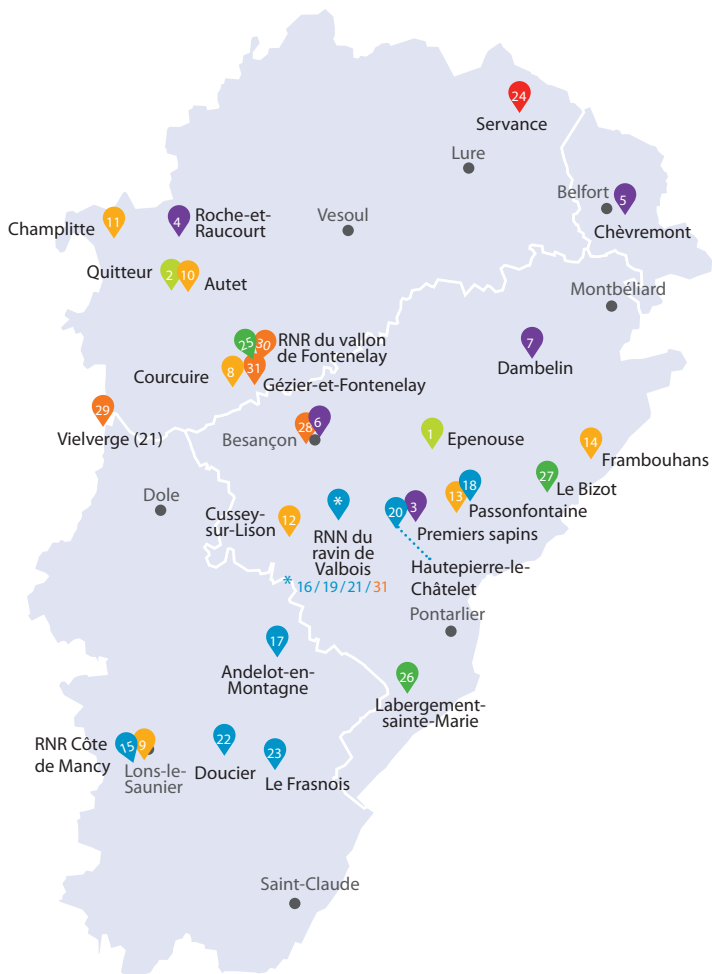 24
Servance
Lure
Belfort
5
Chèvremont
11
Champlitte
4
Roche-et-
Raucourt
Vesoul
Quitteur
2
10
Autet
Montbéliard
7
Dambelin
25
30
RNR du vallon
de Fontenelay
Courcuire
8
31
Gézier-et-Fontenelay
29
Vielverge (21)
28
6
Besançon
1
Epenouse
14
Frambouhans
27
Le Bizot
Dole
Cussey-
sur-Lison
12
*
RNN du
ravin de
Valbois
* 16 / 19 / 21 / 31
20
3
Premiers sapins
13
18
Passonfontaine
Hautepierre-le-
Châtelet
Pontarlier
17
Andelot-en-
Montagne
26
Labergement-
sainte-Marie
RNR Côte
de Mancy
15
9
Lons-le-
Saunier
22
Doucier
23
Le Frasnois
Saint-Claude